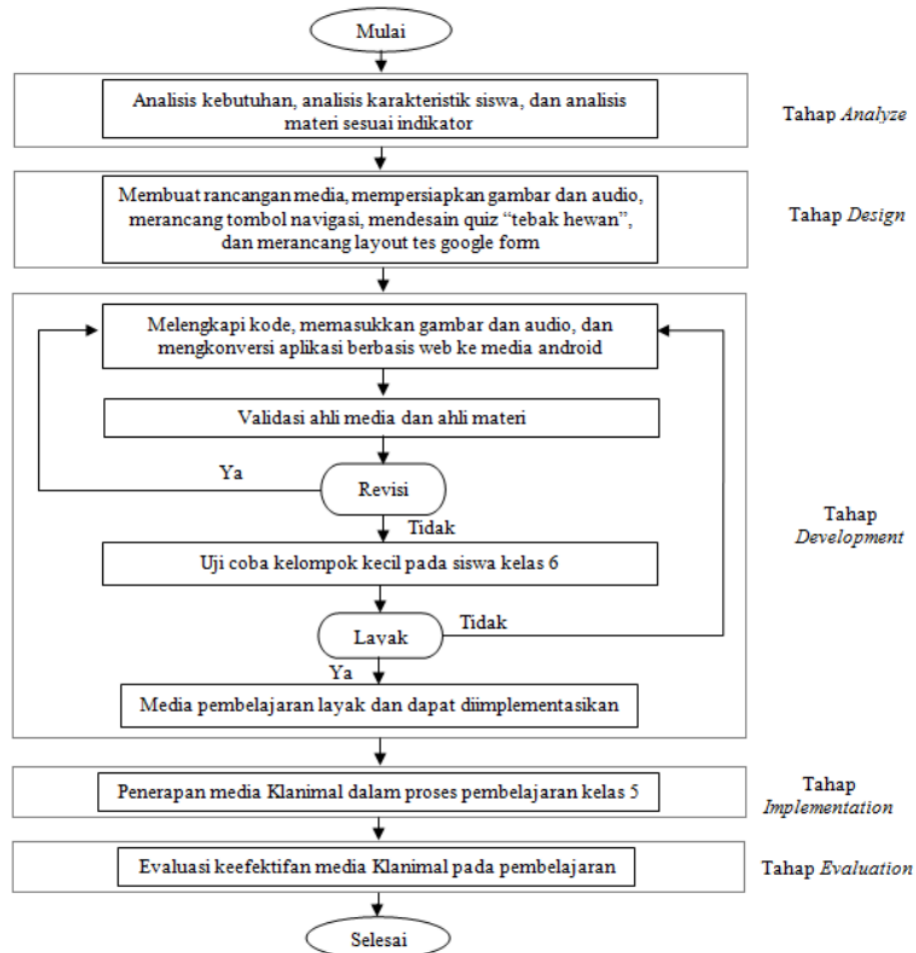 Mulai
Analisis kebutuhan, analisis karakteristik siswa, dan analisis
materi sesuai indikator
Tahap Analyze
Membuat rancangan media, mempersiapkan gambar dan audio,
merancang tombol navigasi, mendesain quiz “tebak hewan”,
dan merancang layout tes google form
Tahap Design
Melengkapi kode, memasukkan gambar dan audio, dan
mengkonversi aplikasi berbasis web ke media android
Validasi ahli media dan ahli materi
Ya
Revisi
Tidak
Tahap
Development
Uji coba kelompok kecil pada siswa kelas 6
Layak
Tidak
Ya
Media pembelajaran layak dan dapat diimplementasikan
Penerapan media Klanimal dalam proses pembelajaran kelas 5
Tahap
Implementation
Evaluasi keefektifan media Klanimal pada pembelajaran
Tahap Evaluation
Selesai